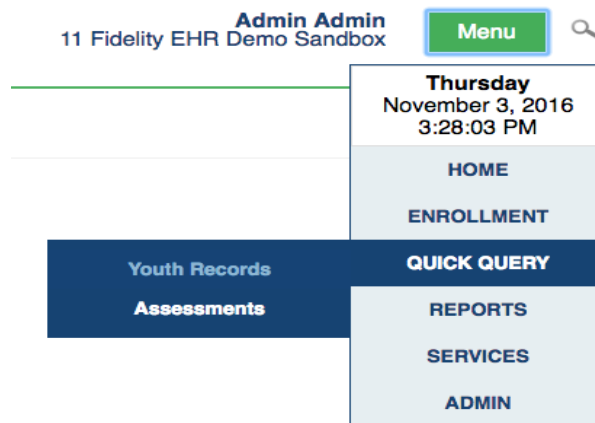 Admin Admin
11 Fidelity EHR Demo Sandbox
Menu
Thursday
November 3, 2016
3:28:03 PM
HOME
ENROLLMENT
QUICK QUERY
Youth Records
Assessments
REPORTS
SERVICES
ADMIN